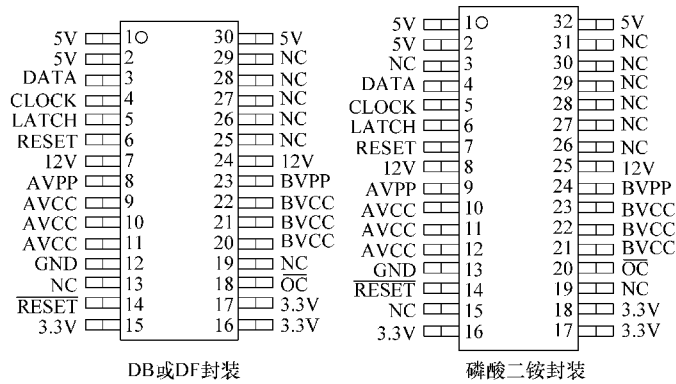 5V 1 30 5V
5V 2 29 NC
DATA 3 28 NC
CLOCK 4 27 NC
LATCH 5 26 NC
RESET 6 25 NC
12V 7 24 12V
AVPP 8 23 BVPP
AVCC 9 22 BVCC
AVCC 10 21 BVCC
AVCC 11 20 BVCC
GND 12 19 NC
NC 13 18 OC
RESET 14 17 3.3V
3.3V 15 16 3.3V
DB或DF封装
5V 1 32 5V
5V 2 31 NC
NC 3 30 NC
DATA 4 29 NC
CLOCK 5 28 NC
LATCH 6 27 NC
RESET 7 26 NC
12V 8 25 12V
AVPP 9 24 BVPP
AVCC 10 23 BVCC
AVCC 11 22 BVCC
AVCC 12 21 BVCC
GND 13 20 OC
RESET 14 19 NC
NC 15 18 3.3V
3.3V 16 17 3.3V
磷酸二铵封装